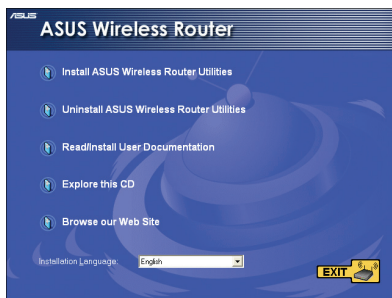 ASUS
ASUS Wireless Router
Install ASUS Wireless Router Utilities
Uninstall ASUS Wireless Router Utilities
Read/Install User Documentation
Explore this CD
Browse our Web Site
Installation Language: English
EXIT